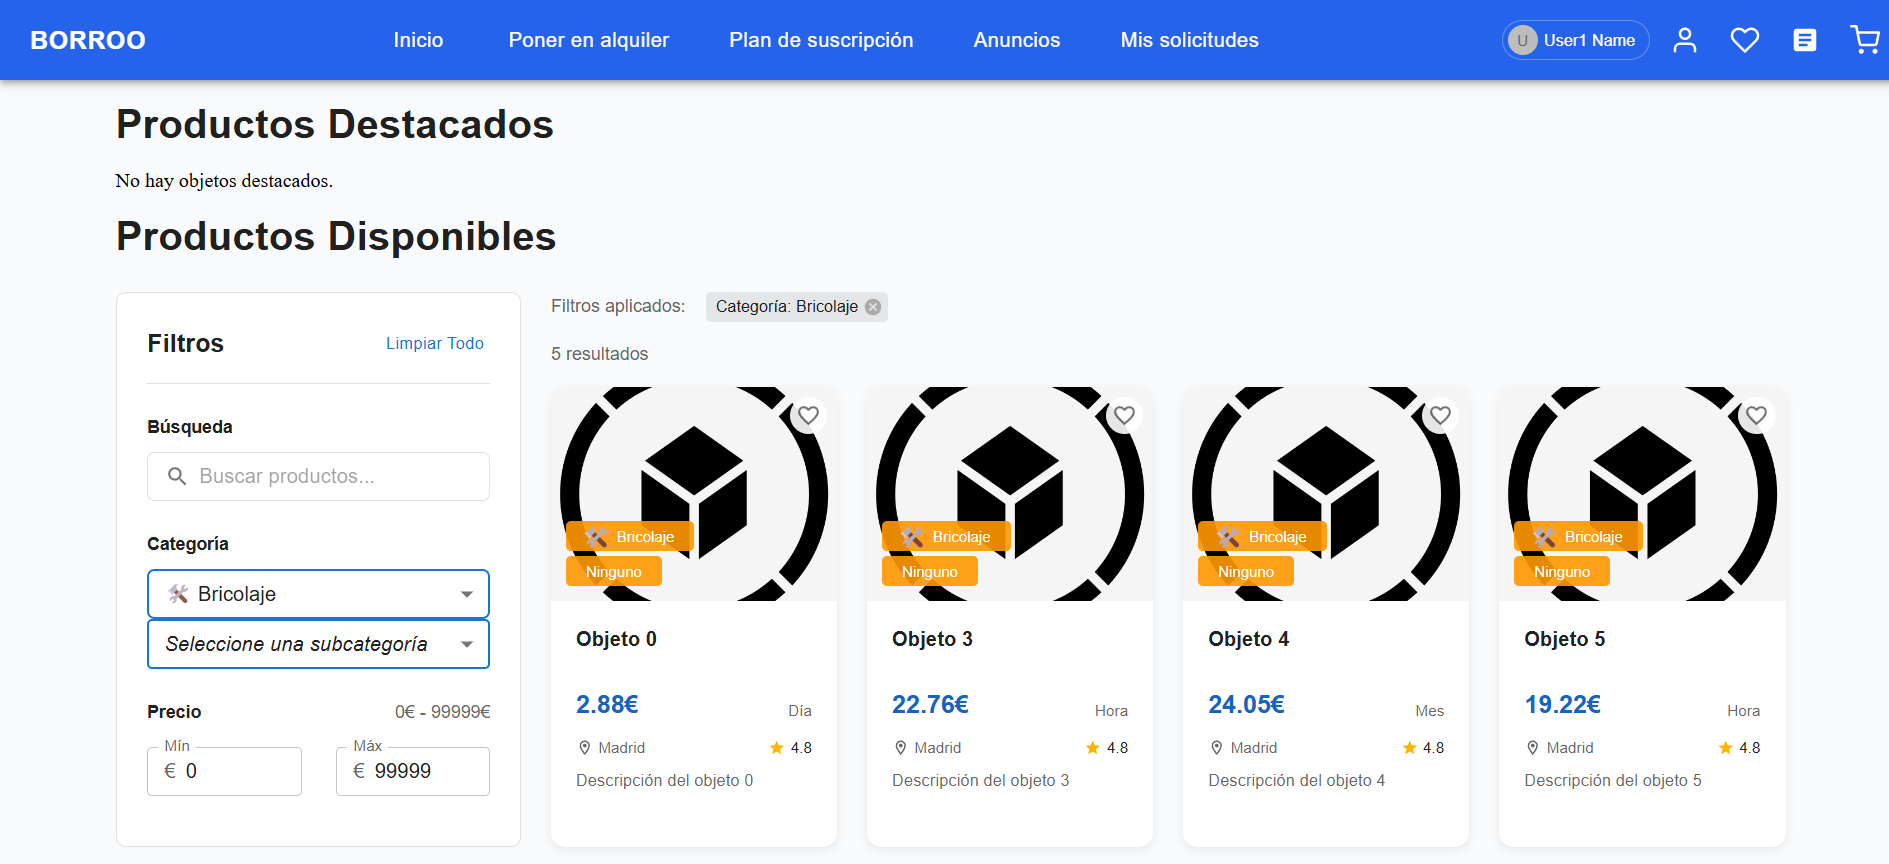 BORROO Inicio Poner en alquiler Plan de suscripción Anuncios Mis solicitudes U User1 Name
Productos Destacados
No hay objetos destacados.
Productos Disponibles
Filtros Limpiar Todo
Búsqueda
Buscar productos...
Categoría
Bricolaje
Seleccione una subcategoría
Precio 0€ - 99999€
Mín Máx
€ 0 € 99999
Filtros aplicados: Categoría: Bricolaje
5 resultados
Bricolaje
Ninguno
Objeto 0
2.88€ Día
Madrid 4.8
Descripción del objeto 0
Bricolaje
Ninguno
Objeto 3
22.76€ Hora
Madrid 4.8
Descripción del objeto 3
Bricolaje
Ninguno
Objeto 4
24.05€ Mes
Madrid 4.8
Descripción del objeto 4
Bricolaje
Ninguno
Objeto 5
19.22€ Hora
Madrid 4.8
Descripción del objeto 5